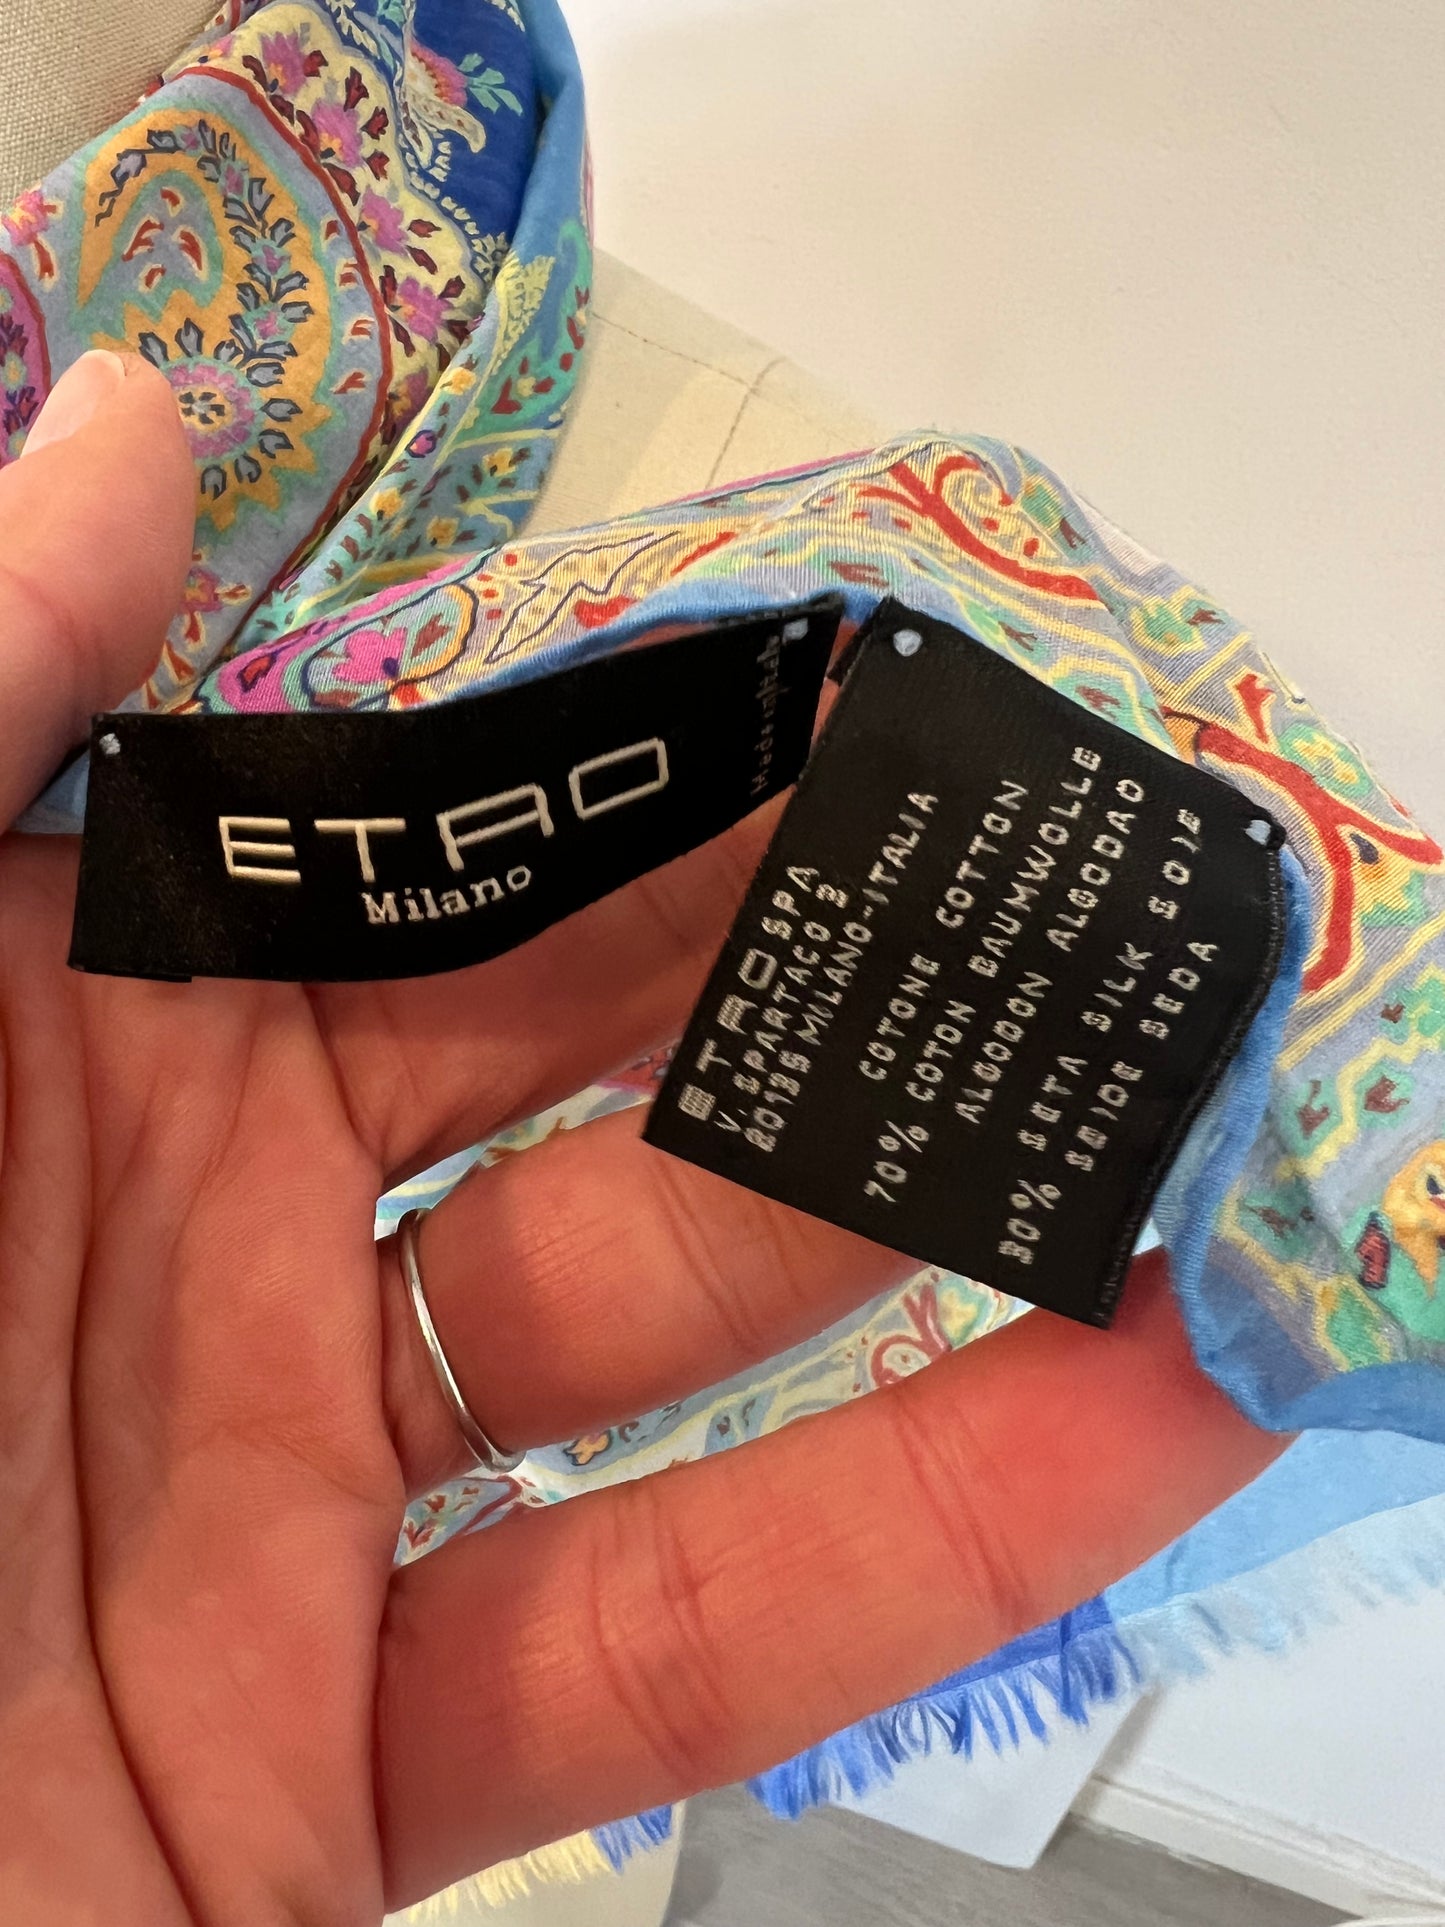 ETRO
Milano
Made in Italy
ETRO SPA
V. SPARTACO 3
20135 MILANO-ITALIA
COTONE COTTON
70% COTON BAUMWOLLE
ALGODON ALGODAO
30% SETA SILK SOIE
SEIDE SEDA